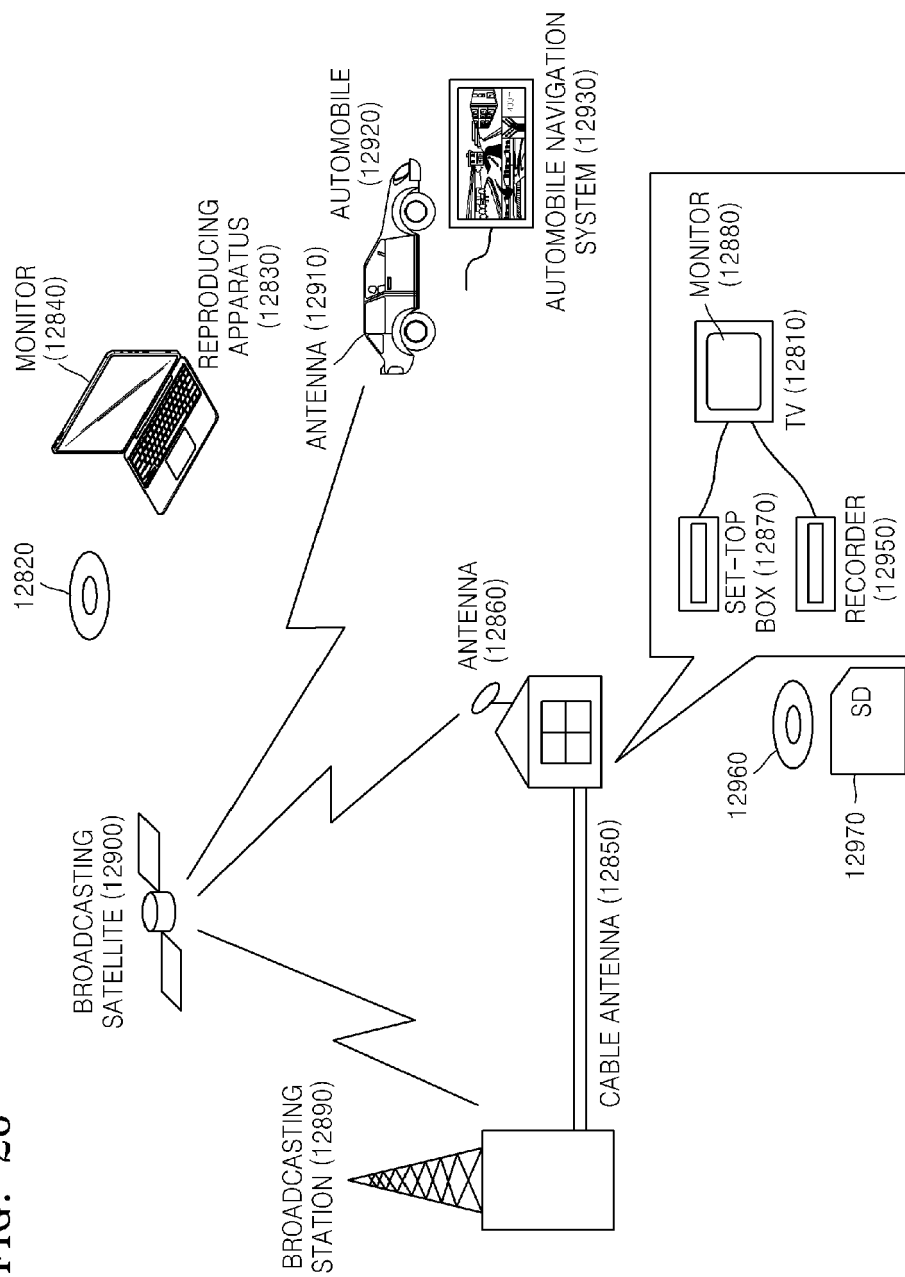 FIG.
12820
MONITOR
(12840)
BROADCASTING
SATELLITE (12900)
REPRODUCING
APPARATUS
(12830)
BROADCASTING
STATION (12890)
ANTENNA (12910)
AUTOMOBILE
(12920)
ANTENNA
(12860)
AUTOMOBILE NAVIGATION
SYSTEM (12930)
CABLE ANTENNA (12850)
MONITOR
(12880)
SET-TOP
BOX (12870)
TV (12810)
12960
RECORDER
(12950)
SD
12970